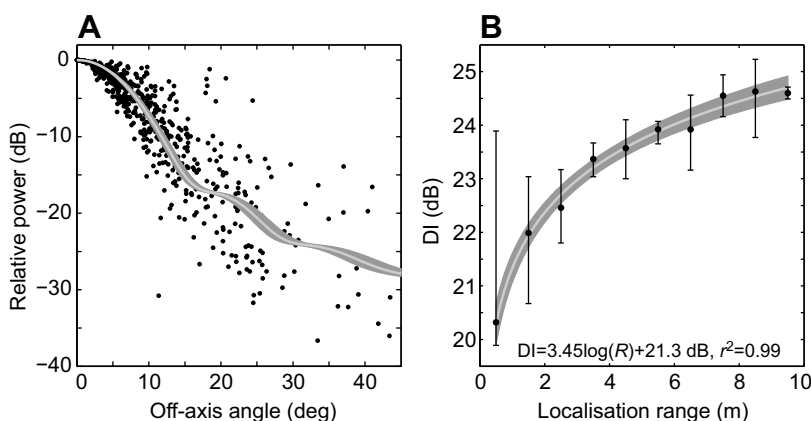 A
0
−10
−20
−30
−40
Relative power (dB)
0 10 20 30 40
Off-axis angle (deg)
B
25
24
23
22
21
20
DI (dB)
DI=3.45log(R)+21.3 dB, r²=0.99
0 2 4 6 8 10
Localisation range (m)